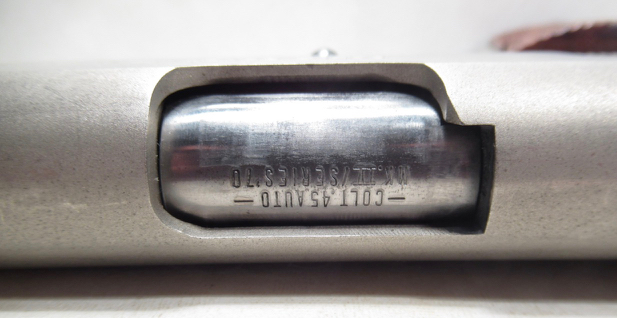 — COLT .45 AUTO —
MK.IV/SERIES '70